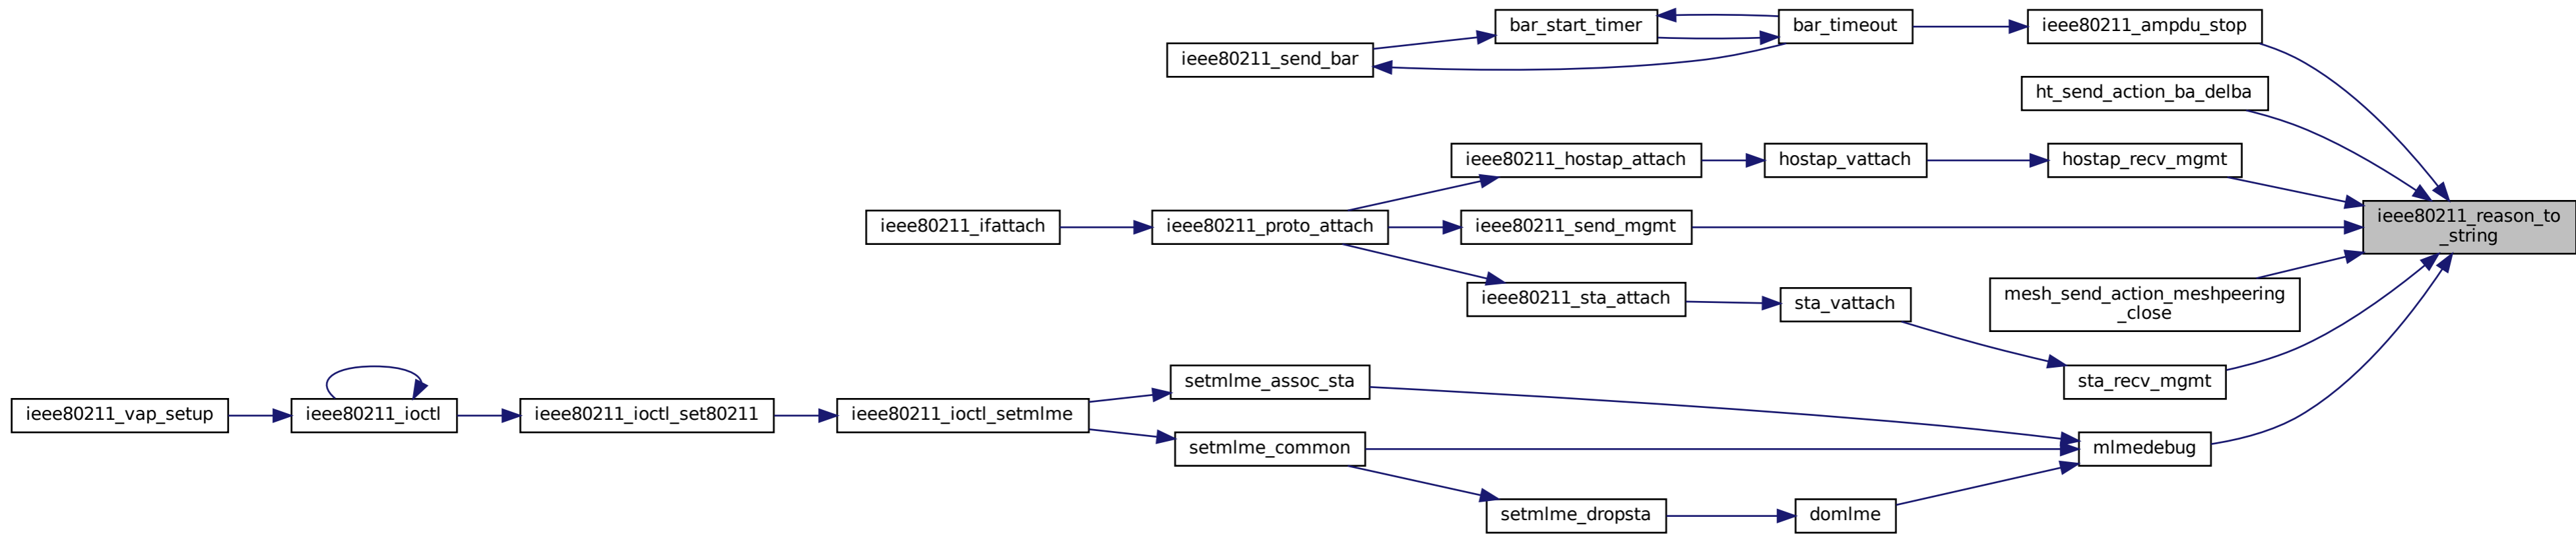 bar_start_timer
bar_timeout
ieee80211_ampdu_stop
ieee80211_send_bar
ht_send_action_ba_delba
ieee80211_hostap_attach
hostap_vattach
hostap_recv_mgmt
ieee80211_reason_to
_string
ieee80211_ifattach
ieee80211_proto_attach
ieee80211_send_mgmt
ieee80211_sta_attach
sta_vattach
mesh_send_action_meshpeering
_close
setmlme_assoc_sta
sta_recv_mgmt
ieee80211_vap_setup
ieee80211_ioctl
ieee80211_ioctl_set80211
ieee80211_ioctl_setmlme
setmlme_common
mlmedebug
setmlme_dropsta
domlme